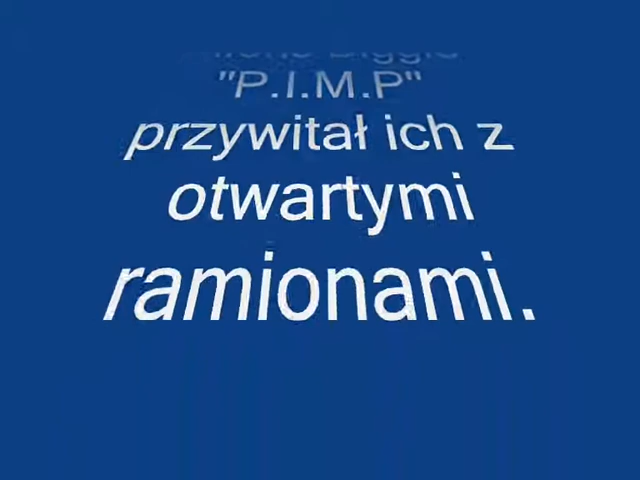 "P.I.M.P"
przywitał ich z
otwartymi
ramionami.